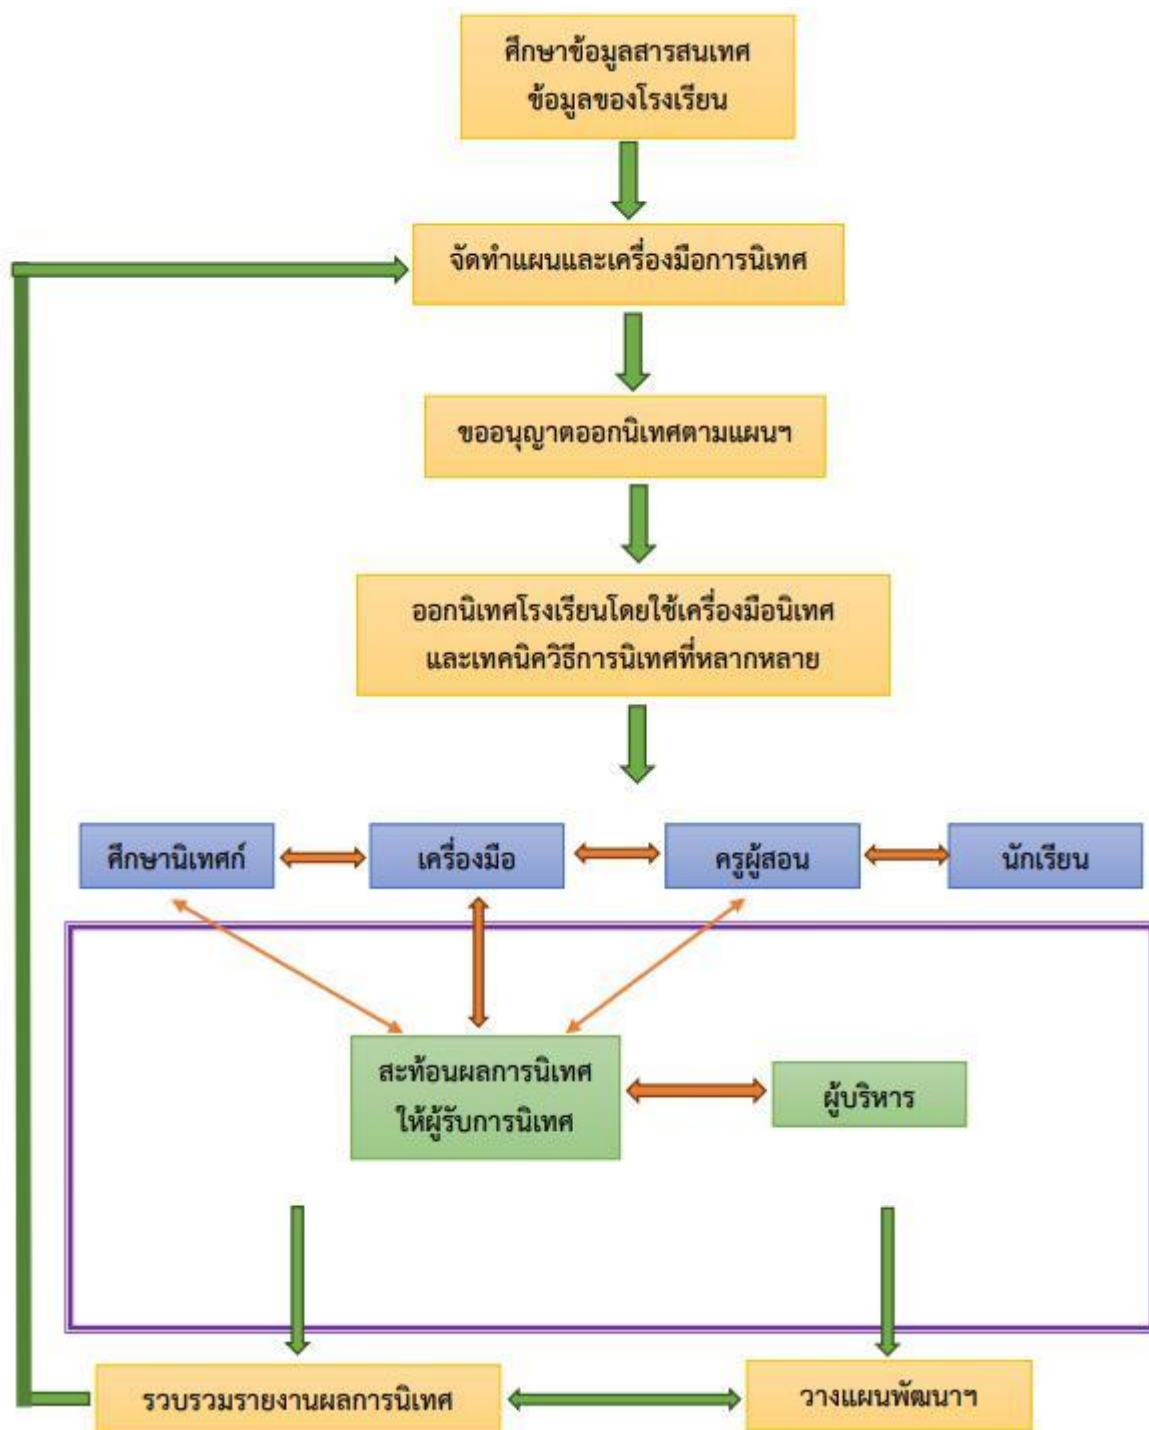 ศึกษาข้อมูลสารสนเทศ
ข้อมูลของโรงเรียน
จัดทำแผนและเครื่องมือการนิเทศ
ขออนุญาตออกนิเทศตามแผนฯ
ออกนิเทศโรงเรียนโดยใช้เครื่องมือนิเทศ
และเทคนิควิธีการนิเทศที่หลากหลาย
ศึกษานิเทศก์
เครื่องมือ
ครูผู้สอน
นักเรียน
สะท้อนผลการนิเทศ
ให้ผู้รับการนิเทศ
ผู้บริหาร
รวบรวมรายงานผลการนิเทศ
วางแผนพัฒนาฯ